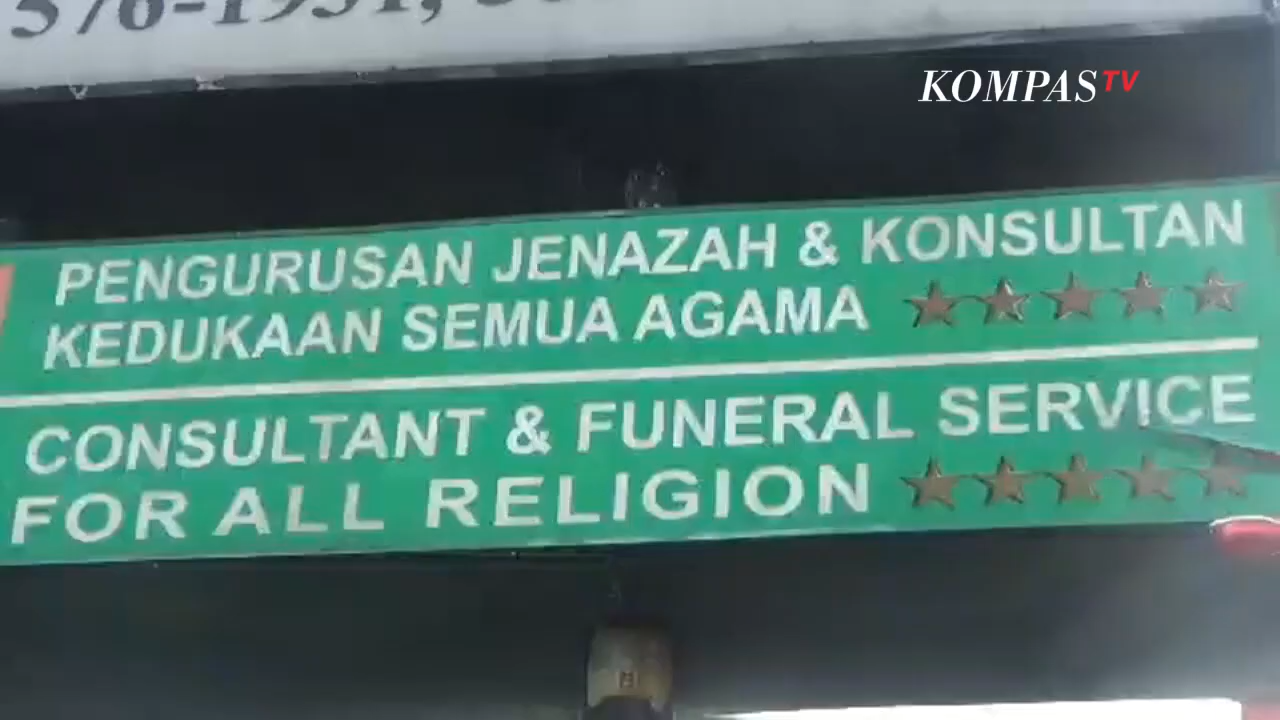 KOMPASTV
PENGURUSAN JENAZAH & KONSULTAN
KEDUKAAN SEMUA AGAMA
CONSULTANT & FUNERAL SERVICE
FOR ALL RELIGION